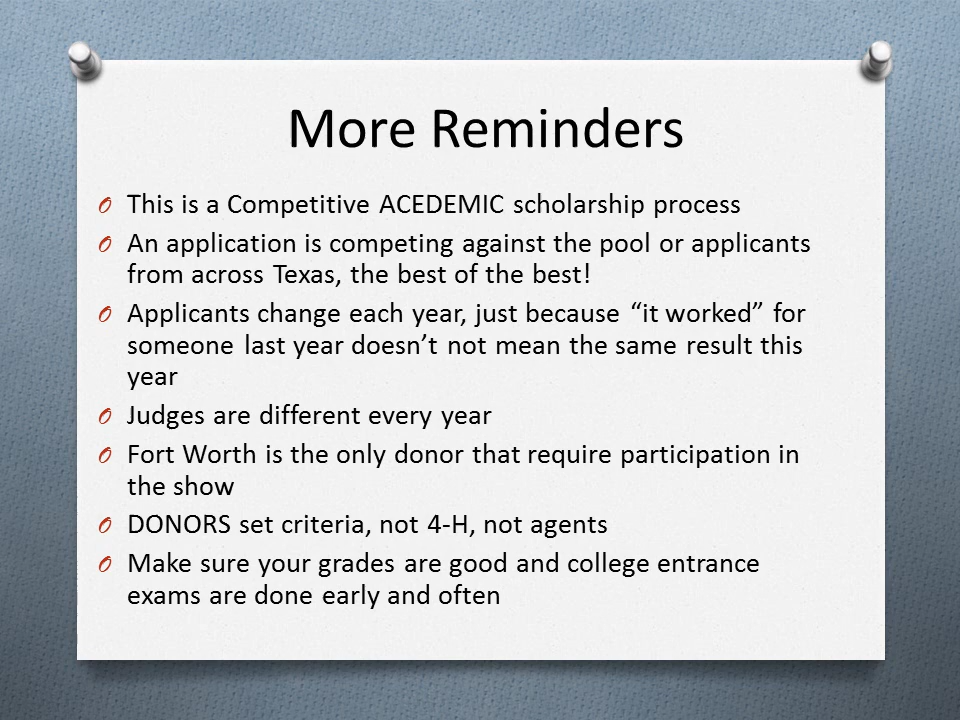 More Reminders
This is a Competitive ACEDEMIC scholarship process
An application is competing against the pool or applicants
from across Texas, the best of the best!
Applicants change each year, just because “it worked” for
someone last year doesn’t not mean the same result this
year
Judges are different every year
Fort Worth is the only donor that require participation in
the show
DONORS set criteria, not 4-H, not agents
Make sure your grades are good and college entrance
exams are done early and often